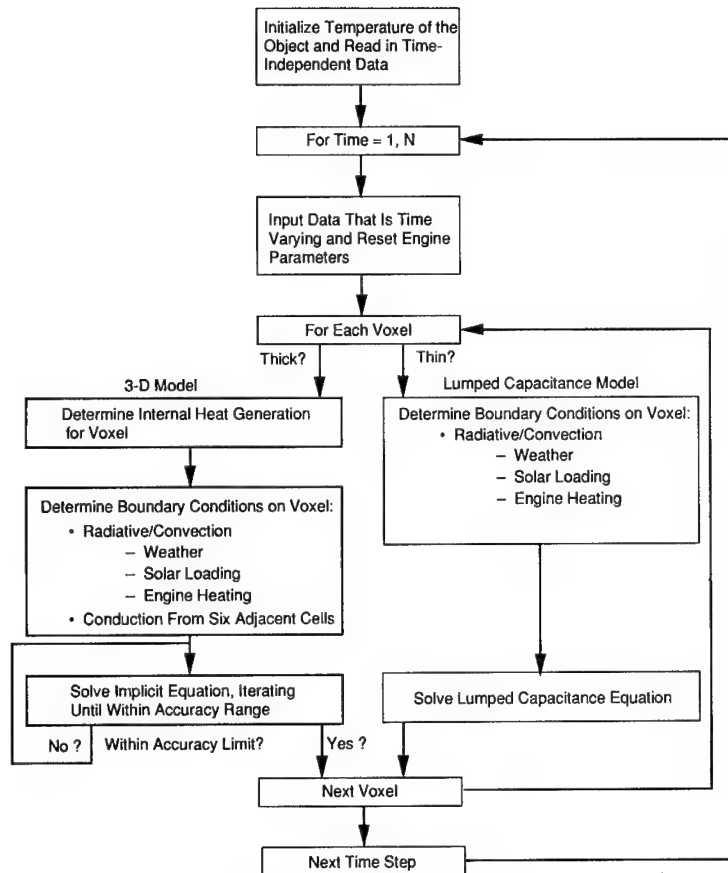 Initialize Temperature of the
Object and Read in Time-
Independent Data
For Time = 1, N
Input Data That Is Time
Varying and Reset Engine
Parameters
For Each Voxel
Thick?
Thin?
3-D Model
Determine Internal Heat Generation
for Voxel
Determine Boundary Conditions on Voxel:
• Radiative/Convection
– Weather
– Solar Loading
– Engine Heating
• Conduction From Six Adjacent Cells
Solve Implicit Equation, Iterating
Until Within Accuracy Range
No ?
Within Accuracy Limit?
Yes ?
Lumped Capacitance Model
Determine Boundary Conditions on Voxel:
• Radiative/Convection
– Weather
– Solar Loading
– Engine Heating
Solve Lumped Capacitance Equation
Next Voxel
Next Time Step